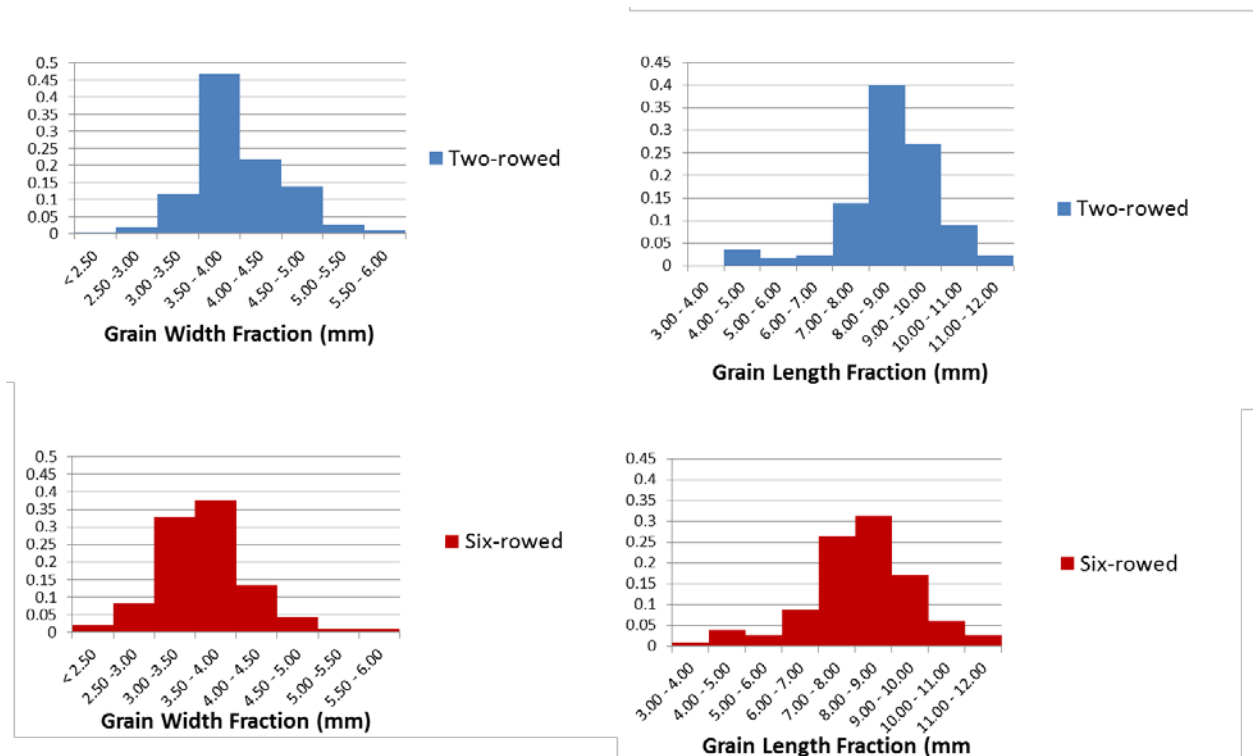 0.5
0.45
0.4
0.35
0.3
0.25
0.2
0.15
0.1
0.05
0
< 2.50
2.50 -3.00
3.00 -3.50
3.50 - 4.00
4.00 - 4.50
4.50 - 5.00
5.00 -5.50
5.50 - 6.00
Grain Width Fraction (mm)
Two-rowed
0.45
0.4
0.35
0.3
0.25
0.2
0.15
0.1
0.05
0
3.00 - 4.00
4.00 - 5.00
5.00 - 6.00
6.00 - 7.00
7.00 - 8.00
8.00 - 9.00
9.00 - 10.00
10.00 - 11.00
11.00 - 12.00
Grain Length Fraction (mm)
Two-rowed
0.5
0.45
0.4
0.35
0.3
0.25
0.2
0.15
0.1
0.05
0
< 2.50
2.50 -3.00
3.00 -3.50
3.50 - 4.00
4.00 - 4.50
4.50 - 5.00
5.00 -5.50
5.50 - 6.00
Grain Width Fraction (mm)
Six-rowed
0.45
0.4
0.35
0.3
0.25
0.2
0.15
0.1
0.05
0
3.00 - 4.00
4.00 - 5.00
5.00 - 6.00
6.00 - 7.00
7.00 - 8.00
8.00 - 9.00
9.00 - 10.00
10.00 - 11.00
11.00 - 12.00
Grain Length Fraction (mm
Six-rowed